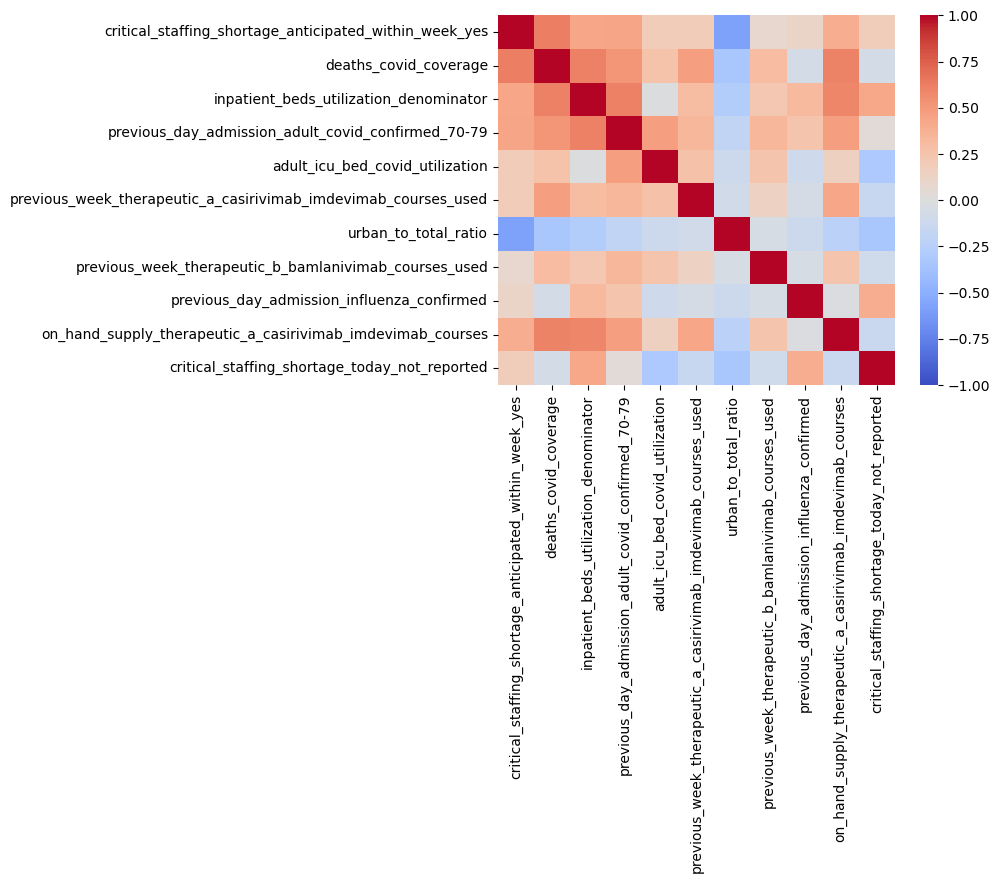 critical_staffing_shortage_anticipated_within_week_yes
deaths_covid_coverage
inpatient_beds_utilization_denominator
previous_day_admission_adult_covid_confirmed_70-79
adult_icu_bed_covid_utilization
previous_week_therapeutic_a_casirivimab_imdevimab_courses_used
urban_to_total_ratio
previous_week_therapeutic_b_bamlanivimab_courses_used
previous_day_admission_influenza_confirmed
on_hand_supply_therapeutic_a_casirivimab_imdevimab_courses
critical_staffing_shortage_today_not_reported
critical_staffing_shortage_anticipated_within_week_yes
deaths_covid_coverage
inpatient_beds_utilization_denominator
previous_day_admission_adult_covid_confirmed_70-79
adult_icu_bed_covid_utilization
previous_week_therapeutic_a_casirivimab_imdevimab_courses_used
urban_to_total_ratio
previous_week_therapeutic_b_bamlanivimab_courses_used
previous_day_admission_influenza_confirmed
on_hand_supply_therapeutic_a_casirivimab_imdevimab_courses
critical_staffing_shortage_today_not_reported
1.00
0.75
0.50
0.25
0.00
−0.25
−0.50
−0.75
−1.00